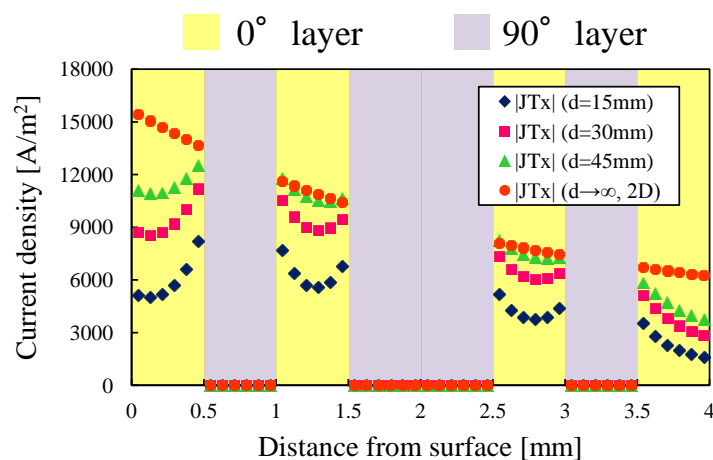 0° layer 90° layer
18000
15000
12000
9000
6000
3000
0
Current density [A/m²]
|JTx| (d=15mm)
|JTx| (d=30mm)
|JTx| (d=45mm)
|JTx| (d→∞, 2D)
0 0.5 1 1.5 2 2.5 3 3.5 4
Distance from surface [mm]